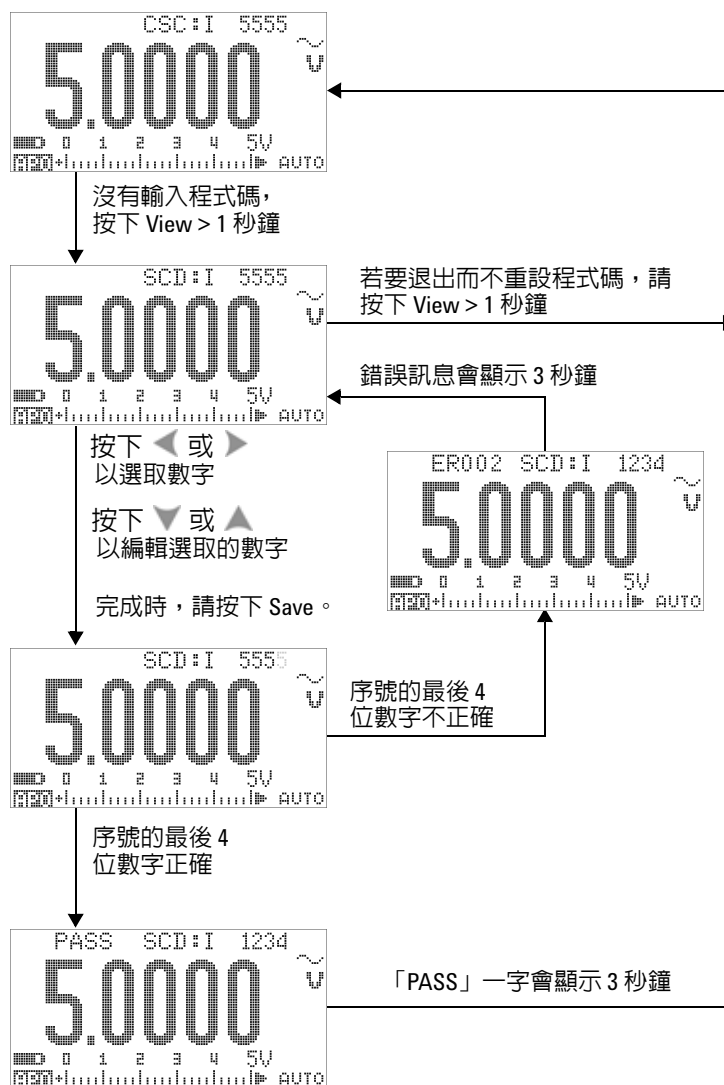 CSC:I 5555
5.0000
0 1 2 3 4 5V
APO AUTO
沒有輸入程式碼，
按下 View > 1 秒鐘
SCD:I 5555
5.0000
0 1 2 3 4 5V
APO AUTO
若要退出而不重設程式碼，請
按下 View > 1 秒鐘
錯誤訊息會顯示 3 秒鐘
按下 ◀ 或 ▶
以選取數字
按下 ▼ 或 ▲
以編輯選取的數字
完成時，請按下 Save。
ER002 SCD:I 1234
5.0000
0 1 2 3 4 5V
APO AUTO
SCD:I 5555
5.0000
0 1 2 3 4 5V
APO AUTO
序號的最後 4
位數字不正確
序號的最後 4
位數字正確
PASS SCD:I 1234
5.0000
0 1 2 3 4 5V
APO AUTO
「PASS」一字會顯示 3 秒鐘